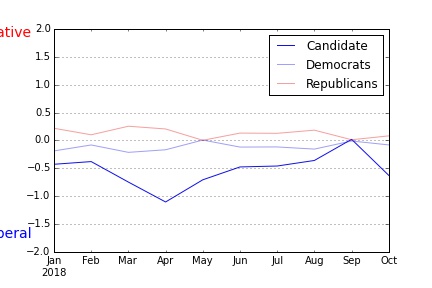 ative
2.0
1.5
1.0
0.5
0.0
−0.5
−1.0
−1.5
−2.0
beral
Candidate
Democrats
Republicans
Jan Feb Mar Apr May Jun Jul Aug Sep Oct
2018